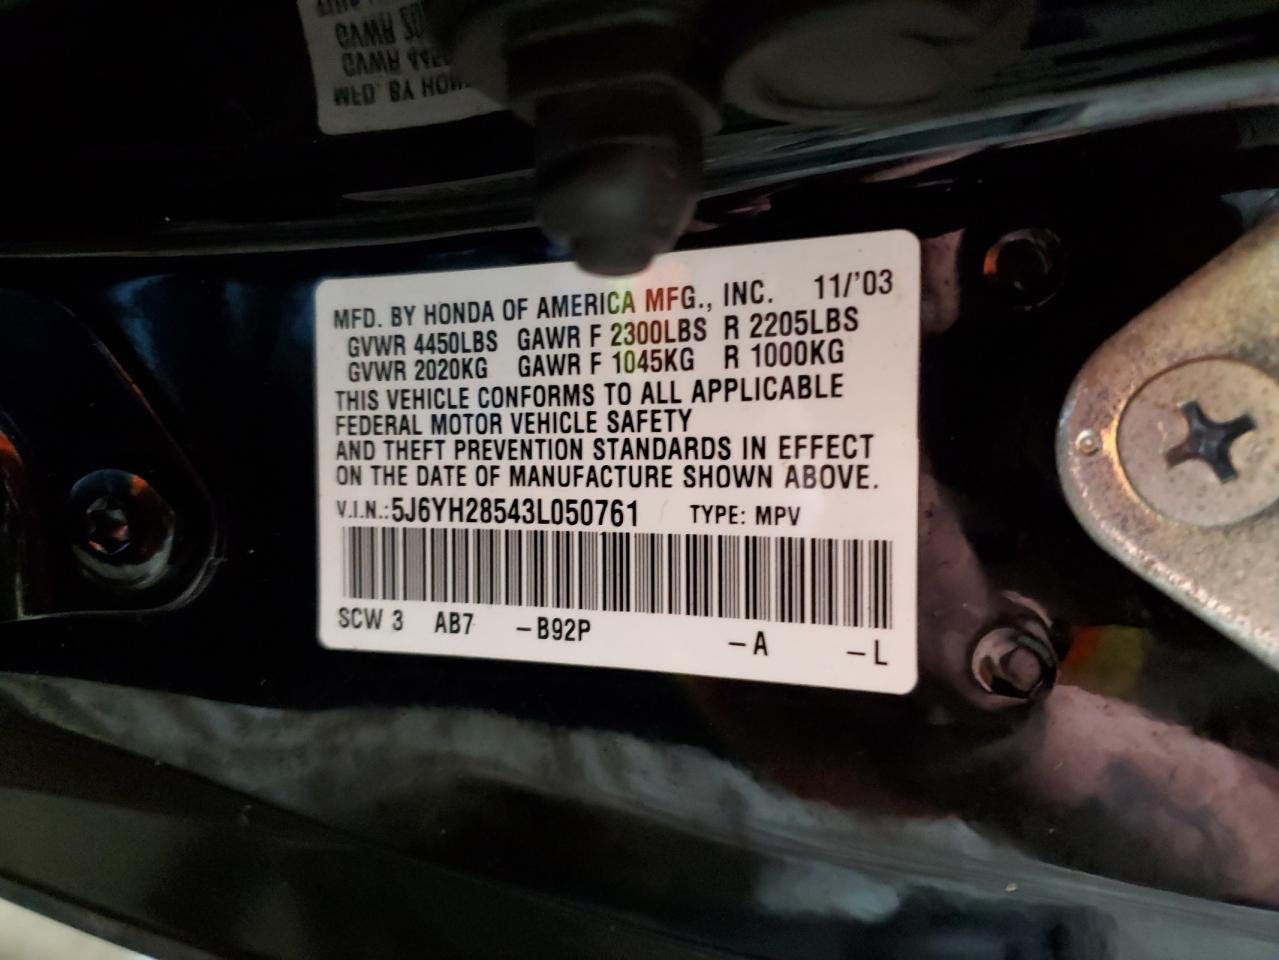 MFD. BY HONDA OF AMERICA MFG., INC. 11/'03
GVWR 4450LBS GAWR F 2300LBS R 2205LBS
GVWR 2020KG GAWR F 1045KG R 1000KG
THIS VEHICLE CONFORMS TO ALL APPLICABLE
FEDERAL MOTOR VEHICLE SAFETY
AND THEFT PREVENTION STANDARDS IN EFFECT
ON THE DATE OF MANUFACTURE SHOWN ABOVE.
V.I.N.:5J6YH28543L050761 TYPE: MPV
SCW 3 AB7 -B92P -A -L